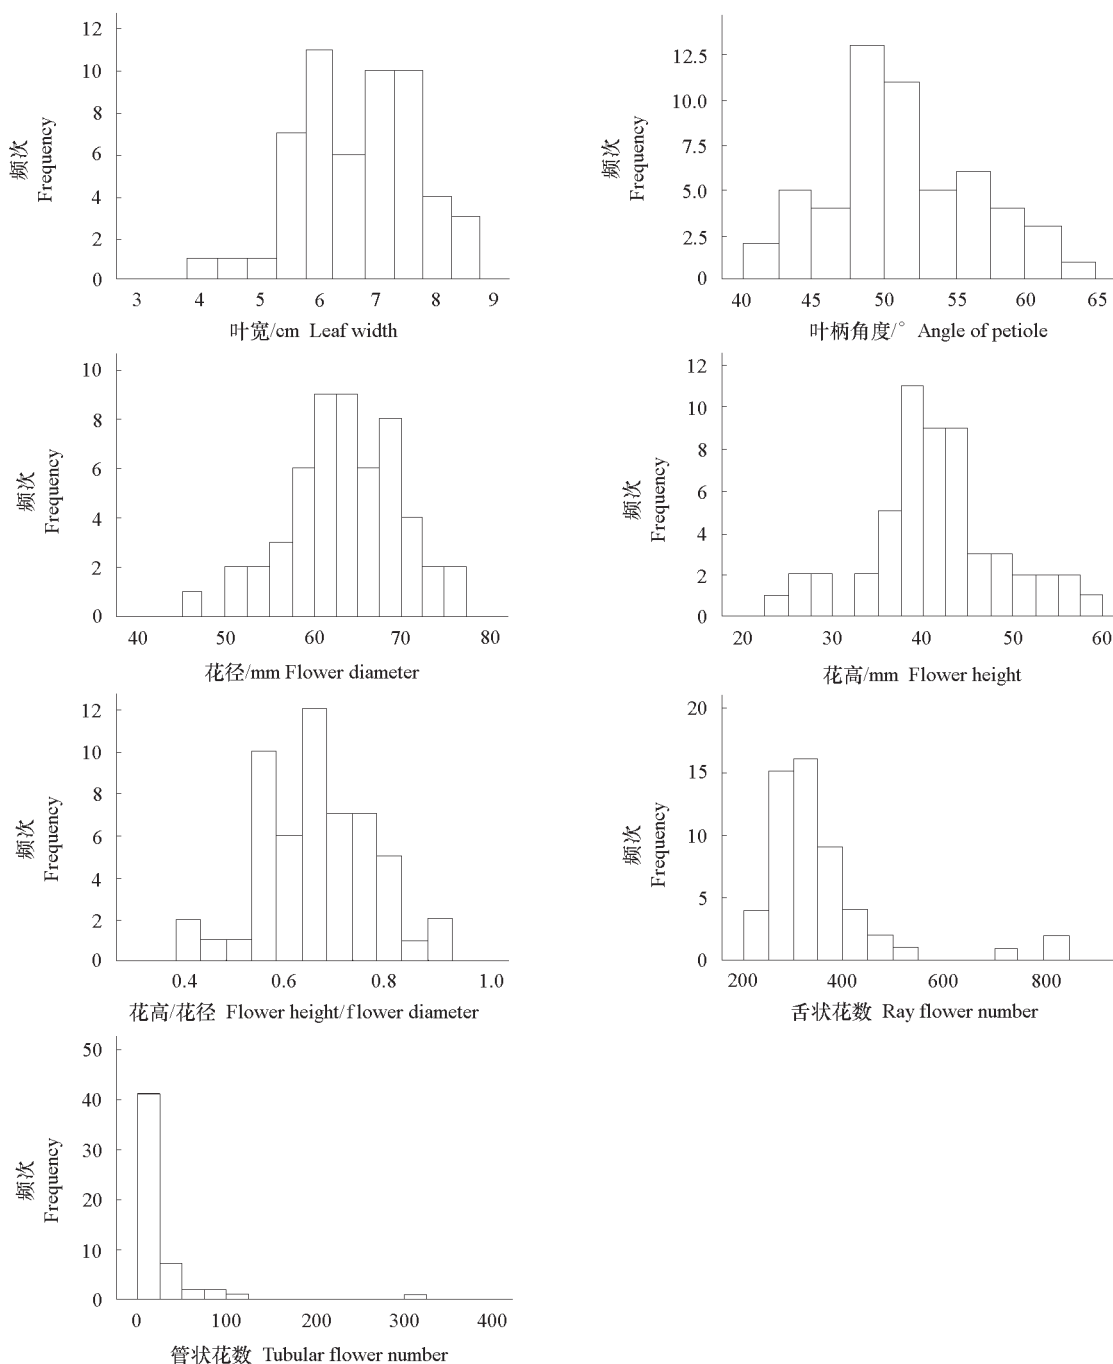 12
10
8
6
4
2
0
频次
Frequency
3 4 5 6 7 8 9
叶宽/cm Leaf width
12.5
10.0
7.5
5.0
2.5
0
频次
Frequency
40 45 50 55 60 65
叶柄角度/° Angle of petiole
10
8
6
4
2
0
频次
Frequency
40 50 60 70 80
花径/mm Flower diameter
12
10
8
6
4
2
0
频次
Frequency
20 30 40 50 60
花高/mm Flower height
12
10
8
6
4
2
0
频次
Frequency
0.4 0.6 0.8 1.0
花高/花径 Flower height/flower diameter
20
15
10
5
0
频次
Frequency
200 400 600 800
舌状花数 Ray flower number
50
40
30
20
10
0
频次
Frequency
0 100 200 300 400
管状花数 Tubular flower number